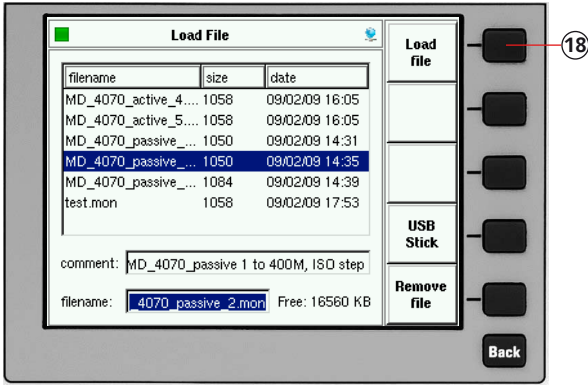 Load File
Load file
18
filename size date
MD_4070_active_4.... 1058 09/02/09 16:05
MD_4070_active_5.... 1058 09/02/09 16:05
MD_4070_passive_... 1050 09/02/09 14:31
MD_4070_passive_... 1050 09/02/09 14:35
MD_4070_passive_... 1084 09/02/09 14:39
test.mon 1058 09/02/09 17:53
USB Stick
comment: MD_4070_passive 1 to 400M, ISO step
Remove file
filename: _4070_passive_2.mon Free: 16560 KB
Back